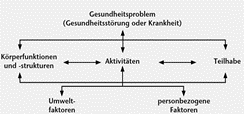 Gesundheitsproblem
(Gesundheitsstörung oder Krankheit)
Körperfunktionen
und -strukturen
Aktivitäten
Teilhabe
Umwelt-
faktoren
personbezogene
Faktoren